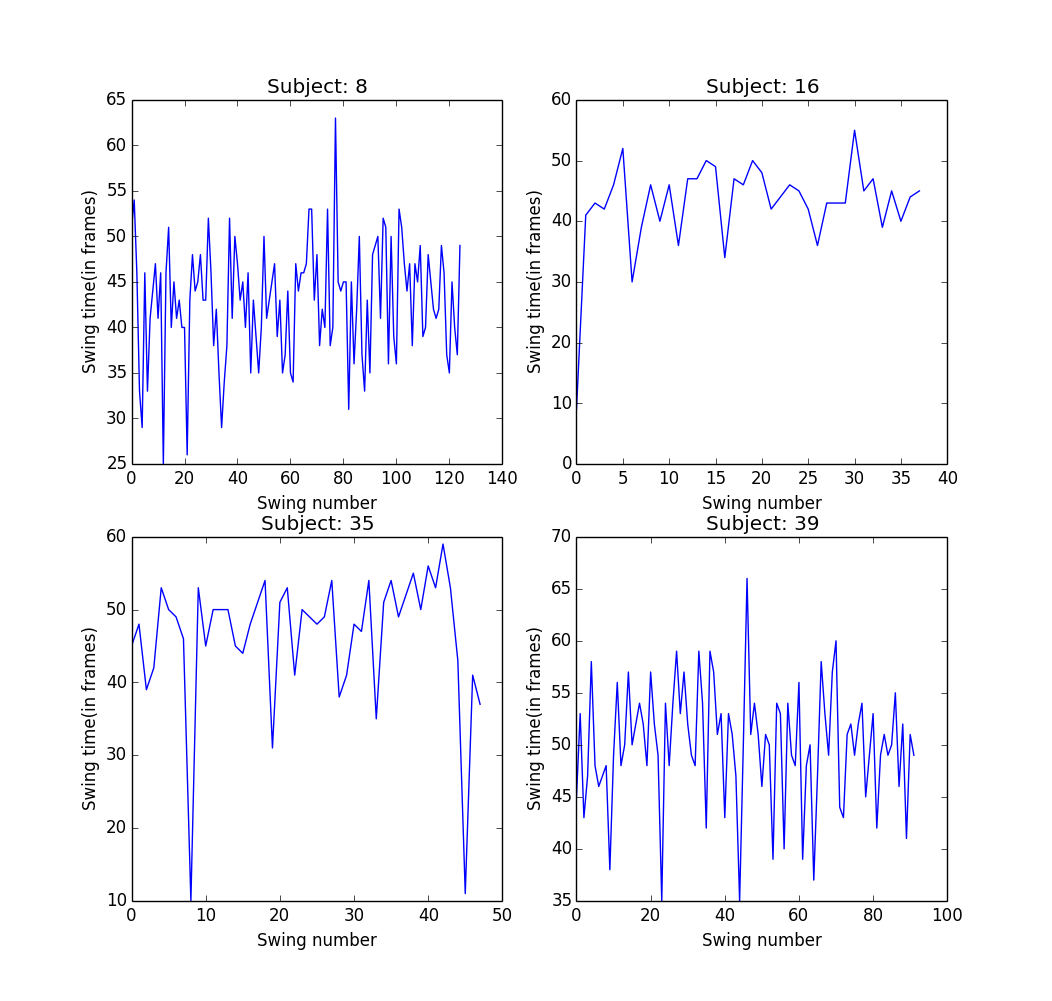 Subject: 8
65
60
55
50
45
40
35
30
25
Swing time(in frames)
0 20 40 60 80 100 120 140
Swing number
Subject: 16
60
50
40
30
20
10
0
Swing time(in frames)
0 5 10 15 20 25 30 35 40
Swing number
Subject: 35
60
50
40
30
20
10
Swing time(in frames)
0 10 20 30 40 50
Swing number
Subject: 39
70
65
60
55
50
45
40
35
Swing time(in frames)
0 20 40 60 80 100
Swing number